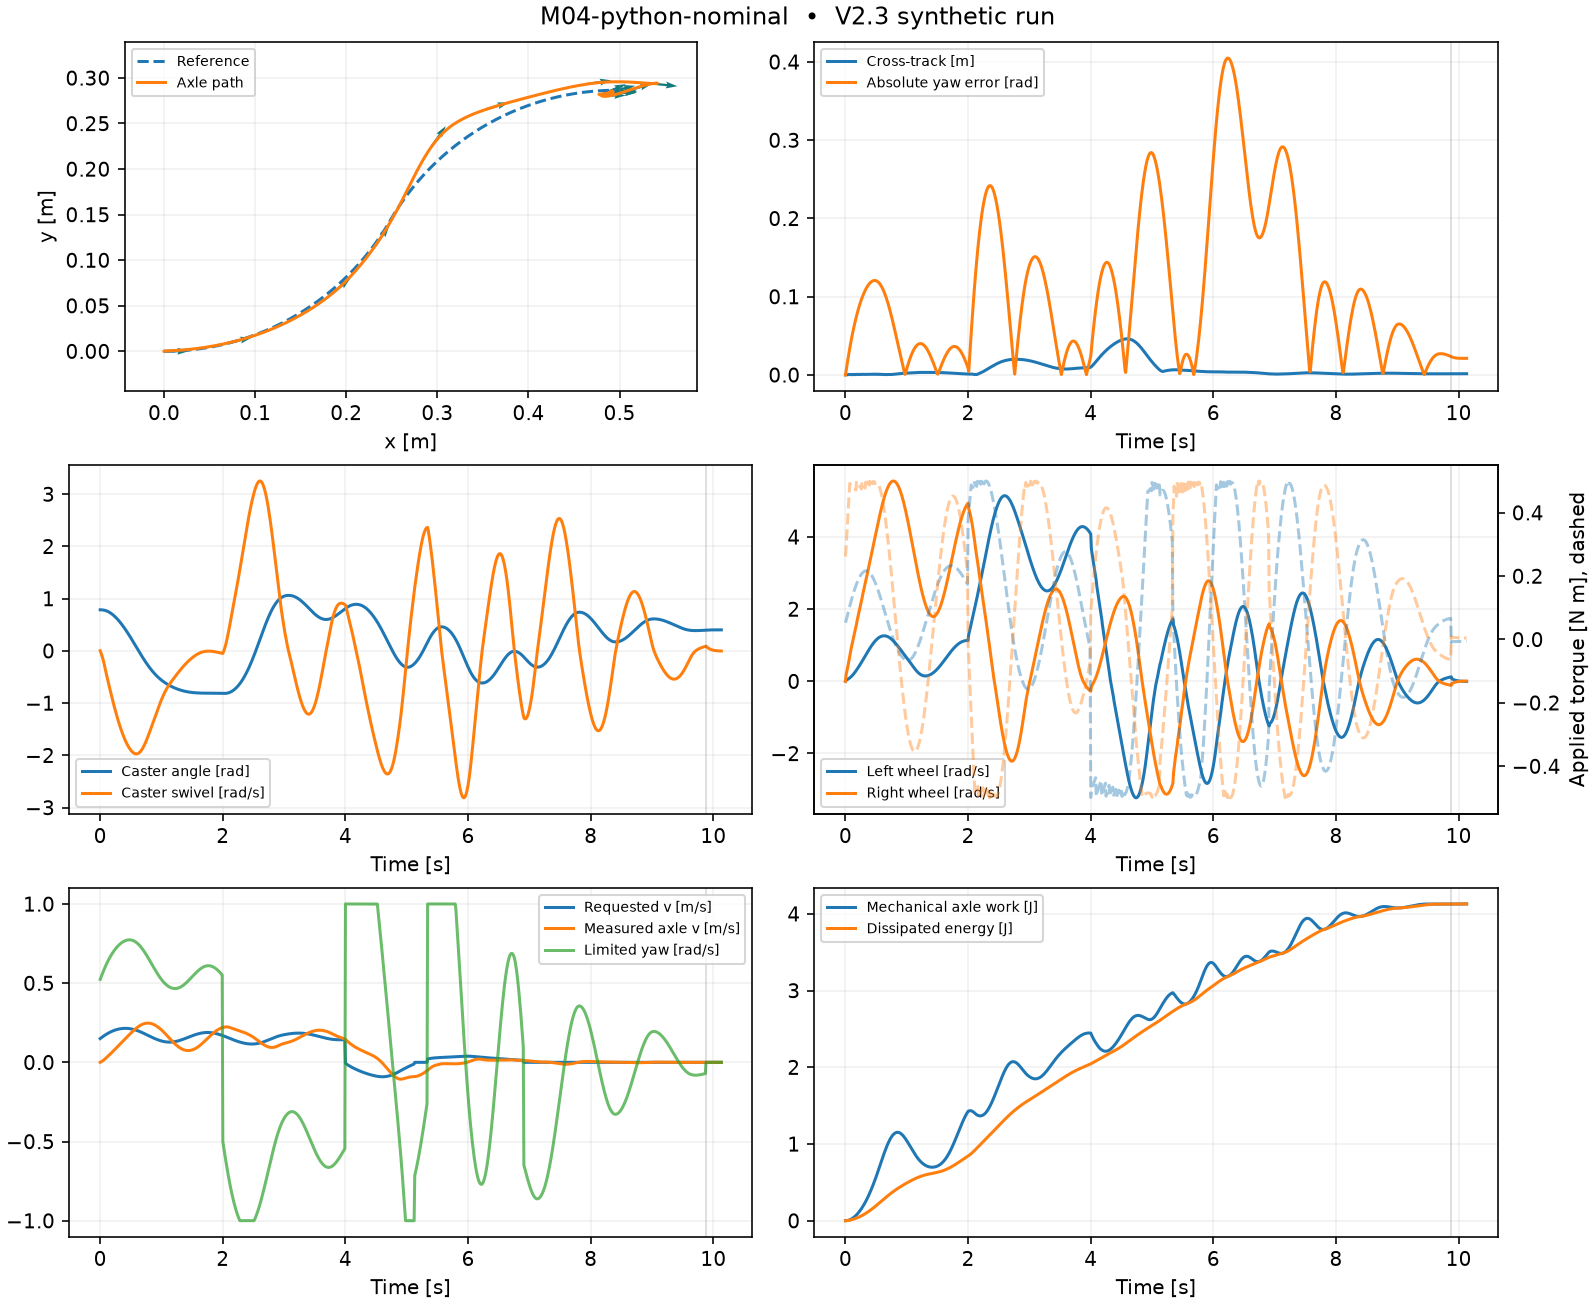 M04-python-nominal • V2.3 synthetic run
Reference
Axle path
0.30
0.25
0.20
0.15
0.10
0.05
0.00
y [m]
0.0 0.1 0.2 0.3 0.4 0.5
x [m]
Cross-track [m]
Absolute yaw error [rad]
0.4
0.3
0.2
0.1
0.0
0 2 4 6 8 10
Time [s]
3
2
1
0
−1
−2
−3
Caster angle [rad]
Caster swivel [rad/s]
0 2 4 6 8 10
Time [s]
4
2
0
−2
Left wheel [rad/s]
Right wheel [rad/s]
0.4
0.2
0.0
−0.2
−0.4
Applied torque [N m], dashed
0 2 4 6 8 10
Time [s]
Requested v [m/s]
Measured axle v [m/s]
Limited yaw [rad/s]
1.0
0.5
0.0
−0.5
−1.0
0 2 4 6 8 10
Time [s]
Mechanical axle work [J]
Dissipated energy [J]
4
3
2
1
0
0 2 4 6 8 10
Time [s]